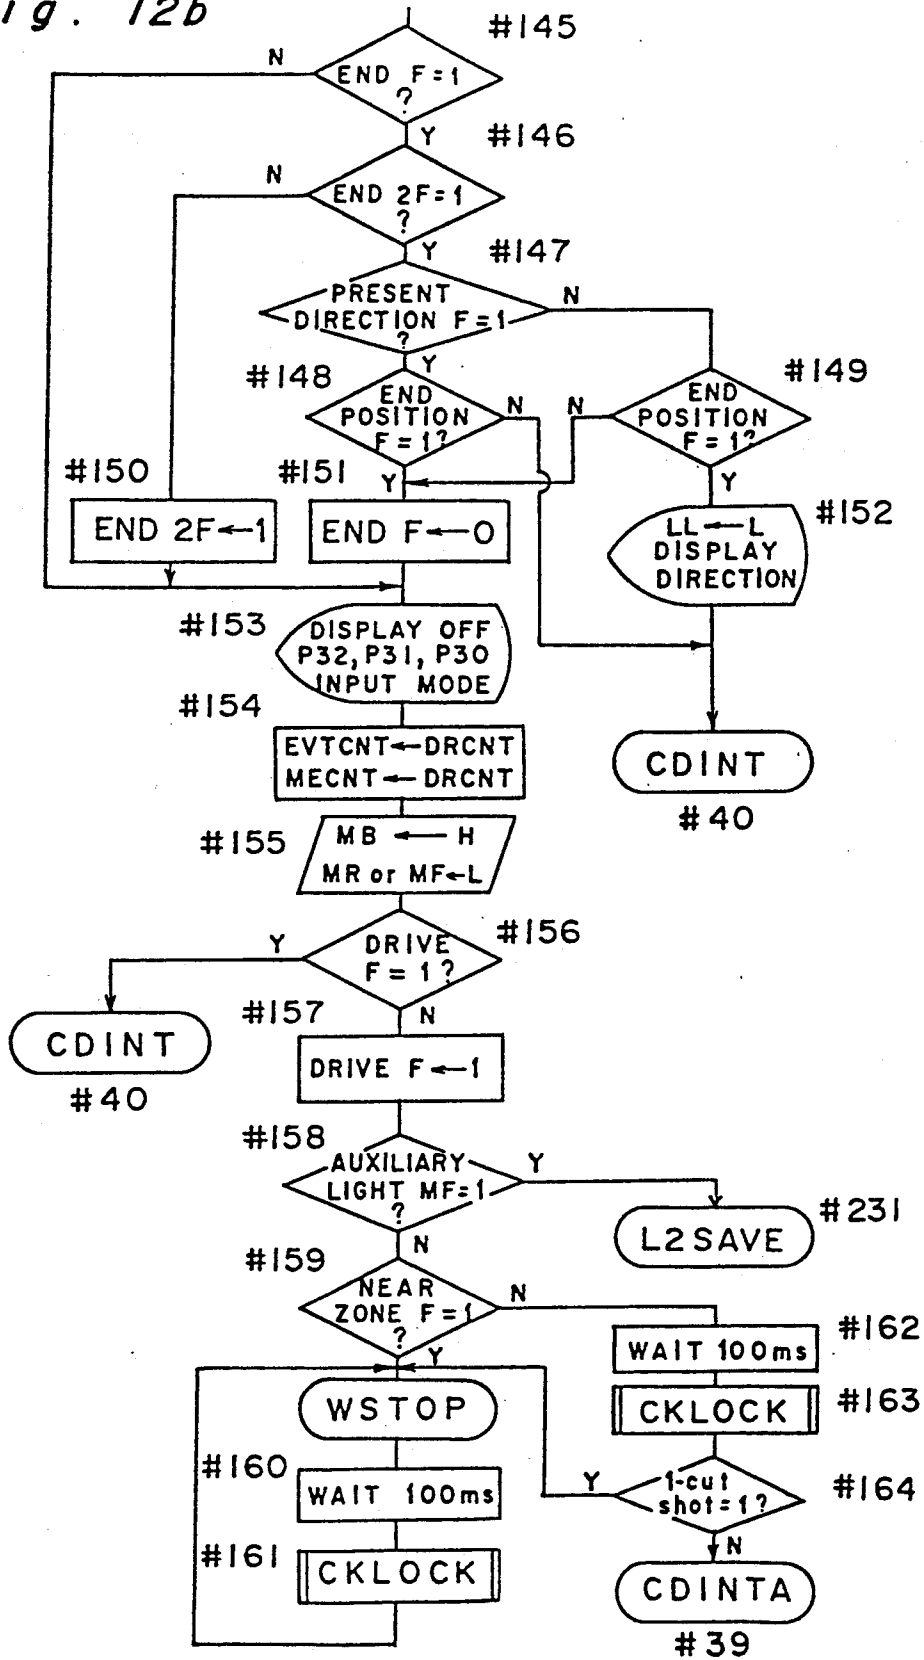 ig. 12b
#145
N
END F=1
?
Y
#146
N
END 2F=1
?
Y
#147
PRESENT
DIRECTION F=1
?
N
Y
#148
END
POSITION
F=1?
N
Y
#149
END
POSITION
F=1?
N
Y
#150
END 2F←1
#151
END F←0
#152
LL←L
DISPLAY
DIRECTION
#153
DISPLAY OFF
P32, P31, P30
INPUT MODE
CDINT
#40
#154
EVTCNT←DRCNT
MECNT←DRCNT
#155
MB ← H
MR or MF←L
#156
DRIVE
F=1?
Y
N
CDINT
#40
#157
DRIVE F←1
#158
AUXILIARY
LIGHT MF=1
?
Y
N
#231
L2SAVE
#159
NEAR
ZONE F=1
?
N
Y
#162
WAIT 100ms
#163
CKLOCK
WSTOP
#160
WAIT 100ms
#161
CKLOCK
#164
1-cut
shot=1?
Y
N
CDINTA
#39